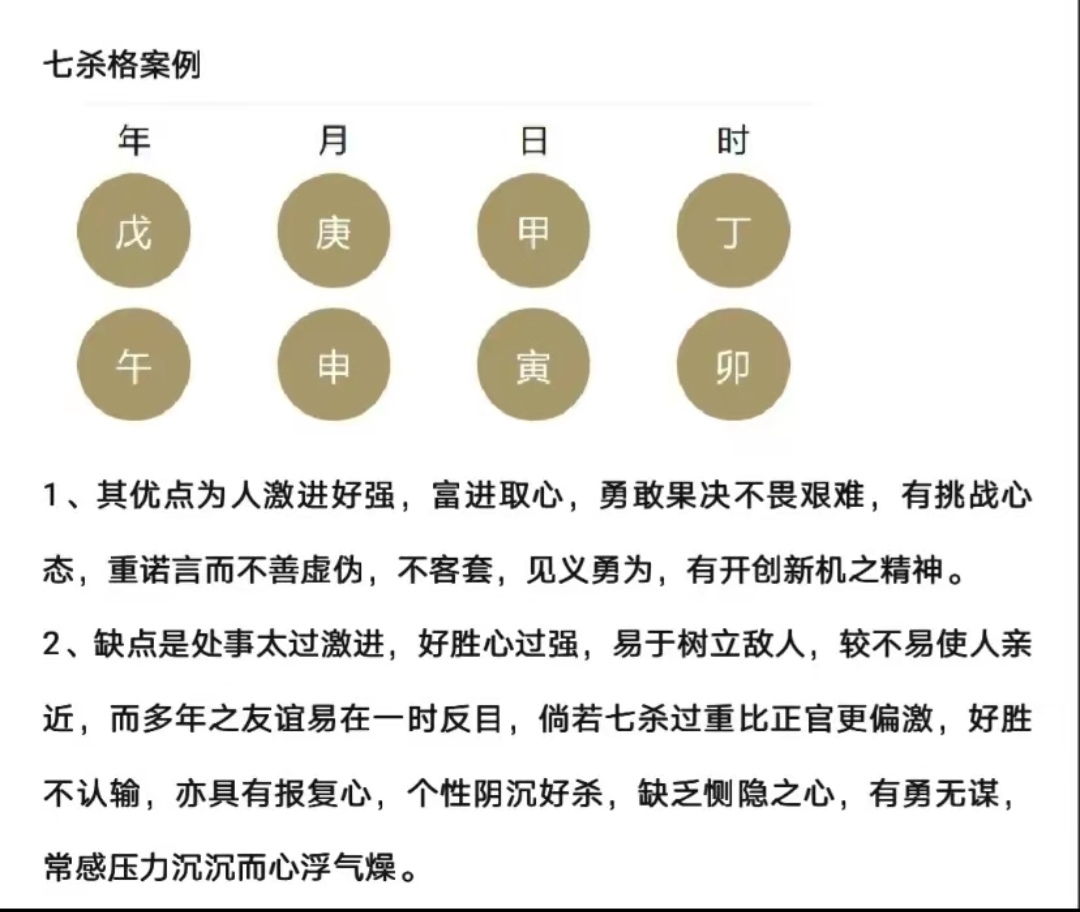 七杀格案例
年 月 日 时
戊 庚 甲 丁
午 申 寅 卯
1、其优点为人激进好强，富进取心，勇敢果决不畏艰难，有挑战心
态，重诺言而不善虚伪，不客套，见义勇为，有开创新机之精神。
2、缺点是处事太过激进，好胜心过强，易于树立敌人，较不易使人亲
近，而多年之友谊易在一时反目，倘若七杀过重比正官更偏激，好胜
不认输，亦具有报复心，个性阴沉好杀，缺乏恻隐之心，有勇无谋，
常感压力沉沉而心浮气燥。